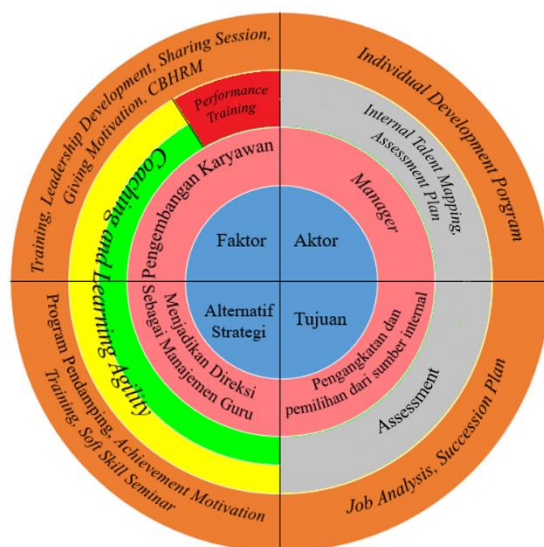 Training, Leadership Development, Sharing Session,
Giving Motivation, CBHRM
Individual Development Porgram
Performance
Training
Internal Talent Mapping,
Assessment Plan
Coaching and Learning Agility
Pengembangan Karyawan
Manager
Faktor
Aktor
Alternatif
Strategi
Tujuan
Menjadikan Direksi
Sebagai Manajemen Guru
Pengangkatan dan
pemilihan dari sumber internal
Assessment
Program Pendamping, Achievement Motivation
Training, Soft Skill Seminar
Job Analysis, Succession Plan